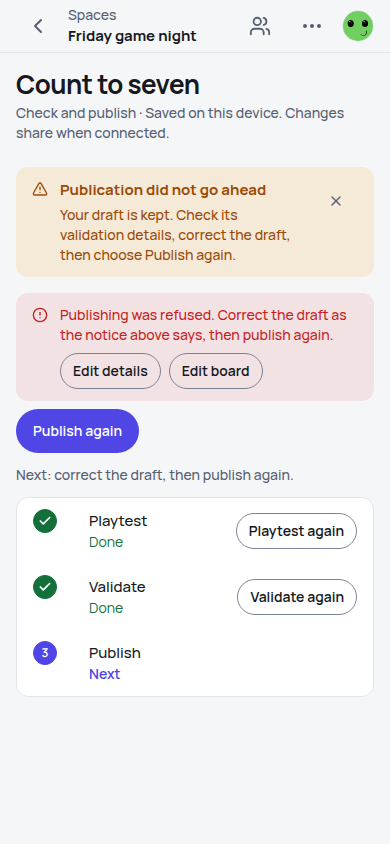 Spaces
Friday game night
Count to seven
Check and publish · Saved on this device. Changes
share when connected.
Publication did not go ahead
Your draft is kept. Check its
validation details, correct the draft,
then choose Publish again.
Publishing was refused. Correct the draft as
the notice above says, then publish again.
Edit details
Edit board
Publish again
Next: correct the draft, then publish again.
Playtest
Done
Playtest again
Validate
Done
Validate again
3
Publish
Next